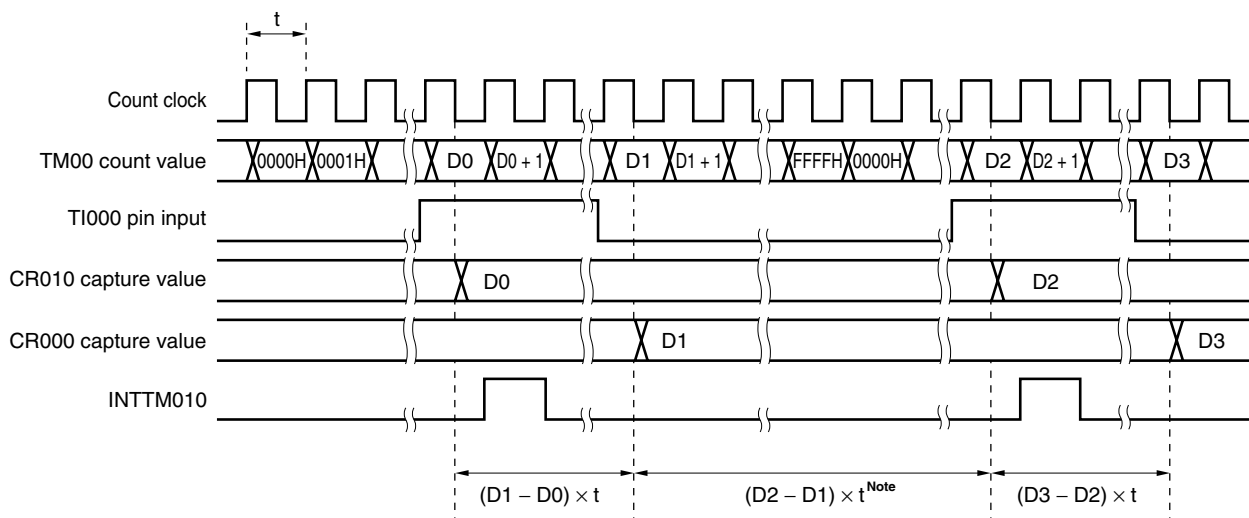 t
Count clock
TM00 count value 0000H 0001H D0 D0 + 1 D1 D1 + 1 FFFFH 0000H D2 D2 + 1 D3
TI000 pin input
CR010 capture value D0 D2
CR000 capture value D1 D3
INTTM010
(D1 − D0) × t (D2 − D1) × t Note (D3 − D2) × t